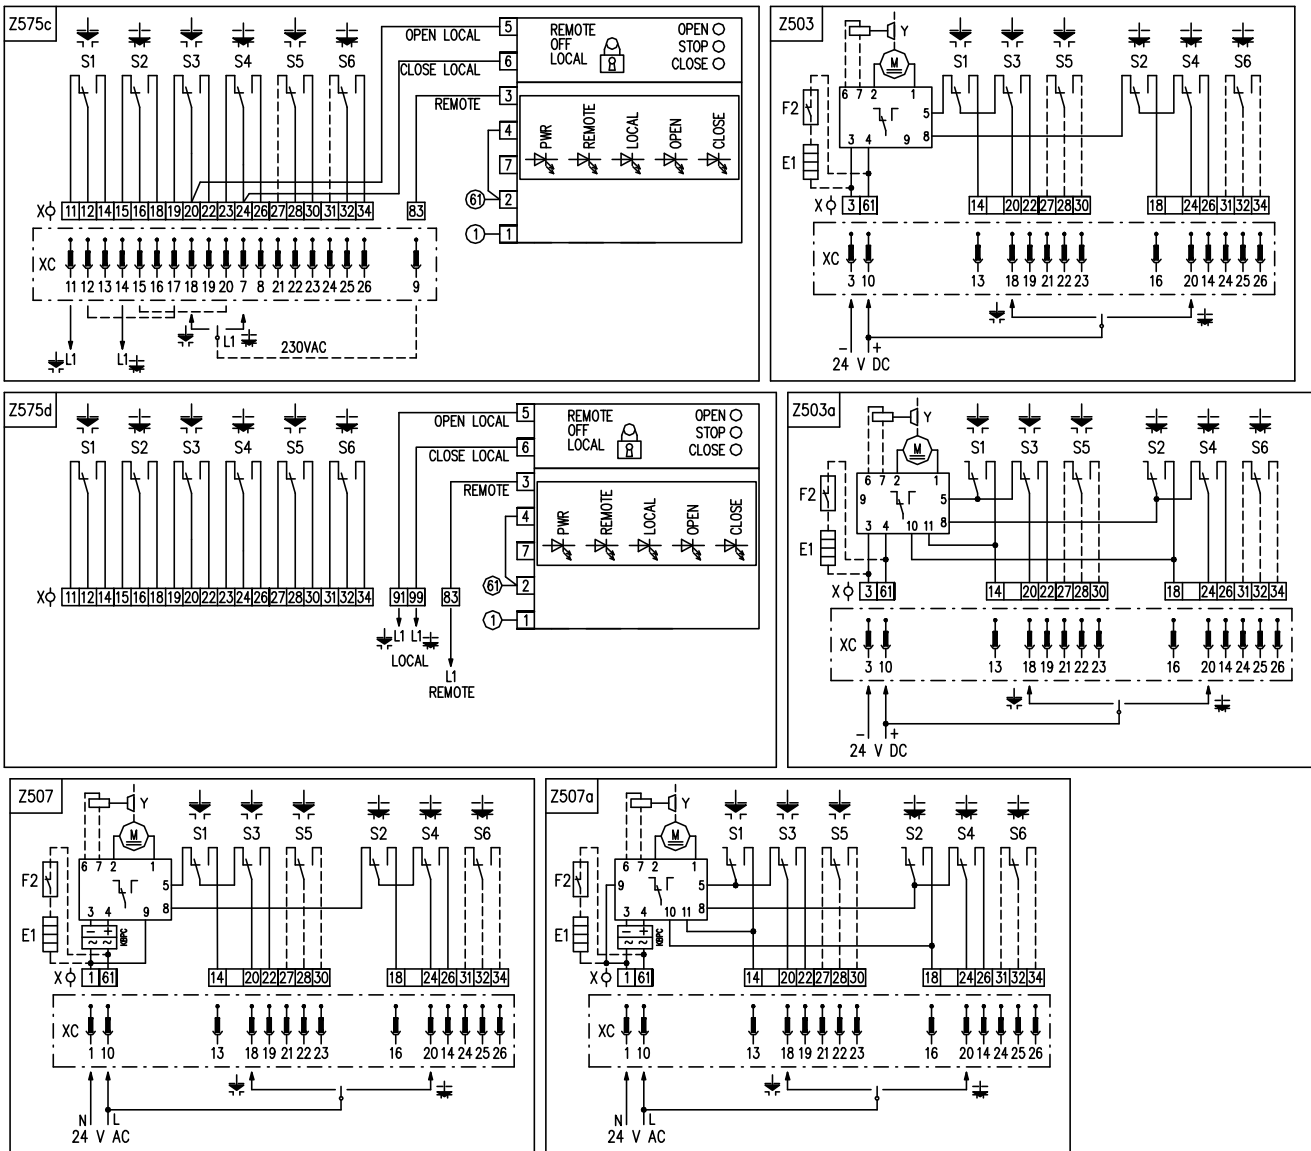 Z575c
S1 S2 S3 S4 S5 S6
OPEN LOCAL 5
CLOSE LOCAL 6
REMOTE 3
4
7
61 2
1 1
REMOTE
OFF
LOCAL
OPEN
STOP
CLOSE
PWR REMOTE LOCAL OPEN CLOSE
X 11 12 14 15 16 18 19 20 22 23 24 26 27 28 30 31 32 34 83
XC
11 12 13 14 15 16 17 18 19 20 7 8 21 22 23 24 25 26 9
L1 L1 L1
230VAC
Z503
Y
M
S1 S3 S5 S2 S4 S6
F2
E1
6 7 2 1
5
8
3 4 9
X 3 61 14 20 22 27 28 30 18 24 26 31 32 34
XC
3 10 13 18 19 21 22 23 16 20 14 24 25 26
- +
24 V DC
Z575d
S1 S2 S3 S4 S5 S6
OPEN LOCAL 5
CLOSE LOCAL 6
REMOTE 3
4
7
61 2
1 1
REMOTE
OFF
LOCAL
OPEN
STOP
CLOSE
PWR REMOTE LOCAL OPEN CLOSE
X 11 12 14 15 16 18 19 20 22 23 24 26 27 28 30 31 32 34 91 99 83
L1 L1
LOCAL
L1
REMOTE
Z503a
Y
M
S1 S3 S5 S2 S4 S6
F2
E1
6 7 2 1
9 5
8
3 4 10 11
X 3 61 14 20 22 27 28 30 18 24 26 31 32 34
XC
3 10 13 18 19 21 22 23 16 20 14 24 25 26
- +
24 V DC
Z507
Y
M
S1 S3 S5 S2 S4 S6
F2
E1
6 7 2 1
5
8
3 4 9
- +
~ ~
KBPC
X 1 61 14 20 22 27 28 30 18 24 26 31 32 34
XC
1 10 13 18 19 21 22 23 16 20 14 24 25 26
N L
24 V AC
Z507a
Y
M
S1 S3 S5 S2 S4 S6
F2
E1
6 7 2 1
9 5
8
3 4 10 11
- +
~ ~
KBPC
X 1 61 14 20 22 27 28 30 18 24 26 31 32 34
XC
1 10 13 18 19 21 22 23 16 20 14 24 25 26
N L
24 V AC